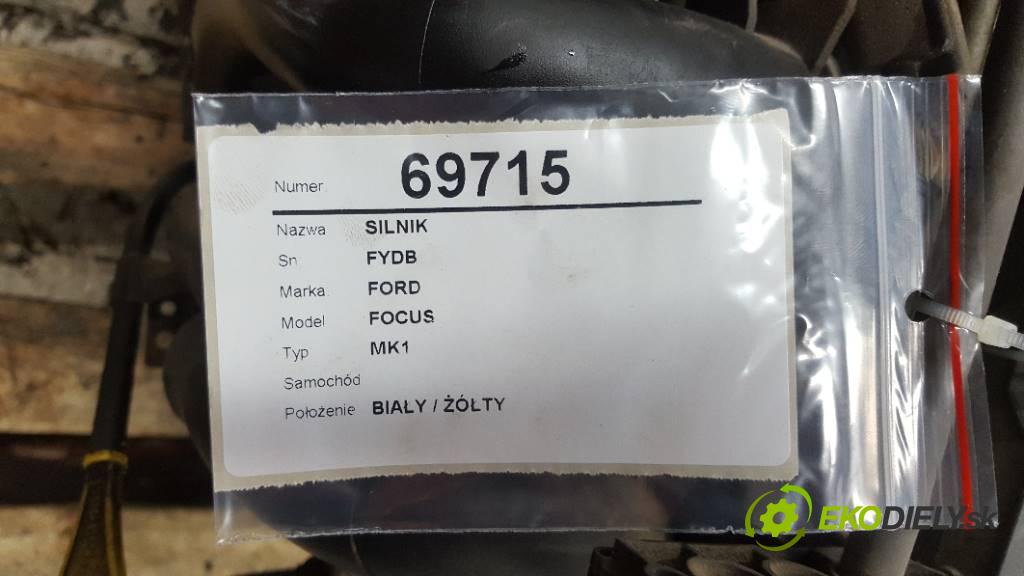 Numer 69715
Nazwa SILNIK
Sn FYDB
Marka FORD
Model FOCUS
Typ MK1
Samochód
Położenie BIAŁY / ŻÓŁTY
EKODIELY.sk